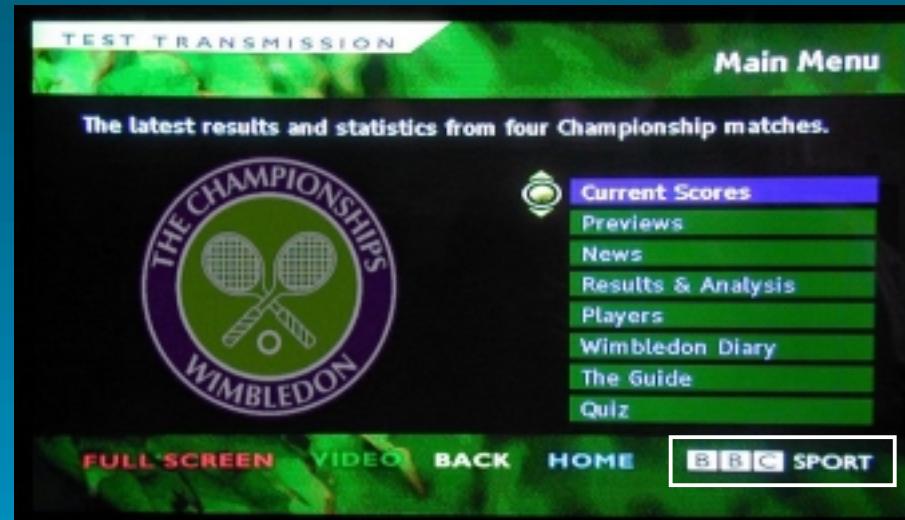 TEST TRANSMISSION
Main Menu
The latest results and statistics from four Championship matches.
THE CHAMPIONSHIPS
WIMBLEDON
Current Scores
Previews
News
Results & Analysis
Players
Wimbledon Diary
The Guide
Quiz
FULL SCREEN VIDEO BACK HOME BBC SPORT